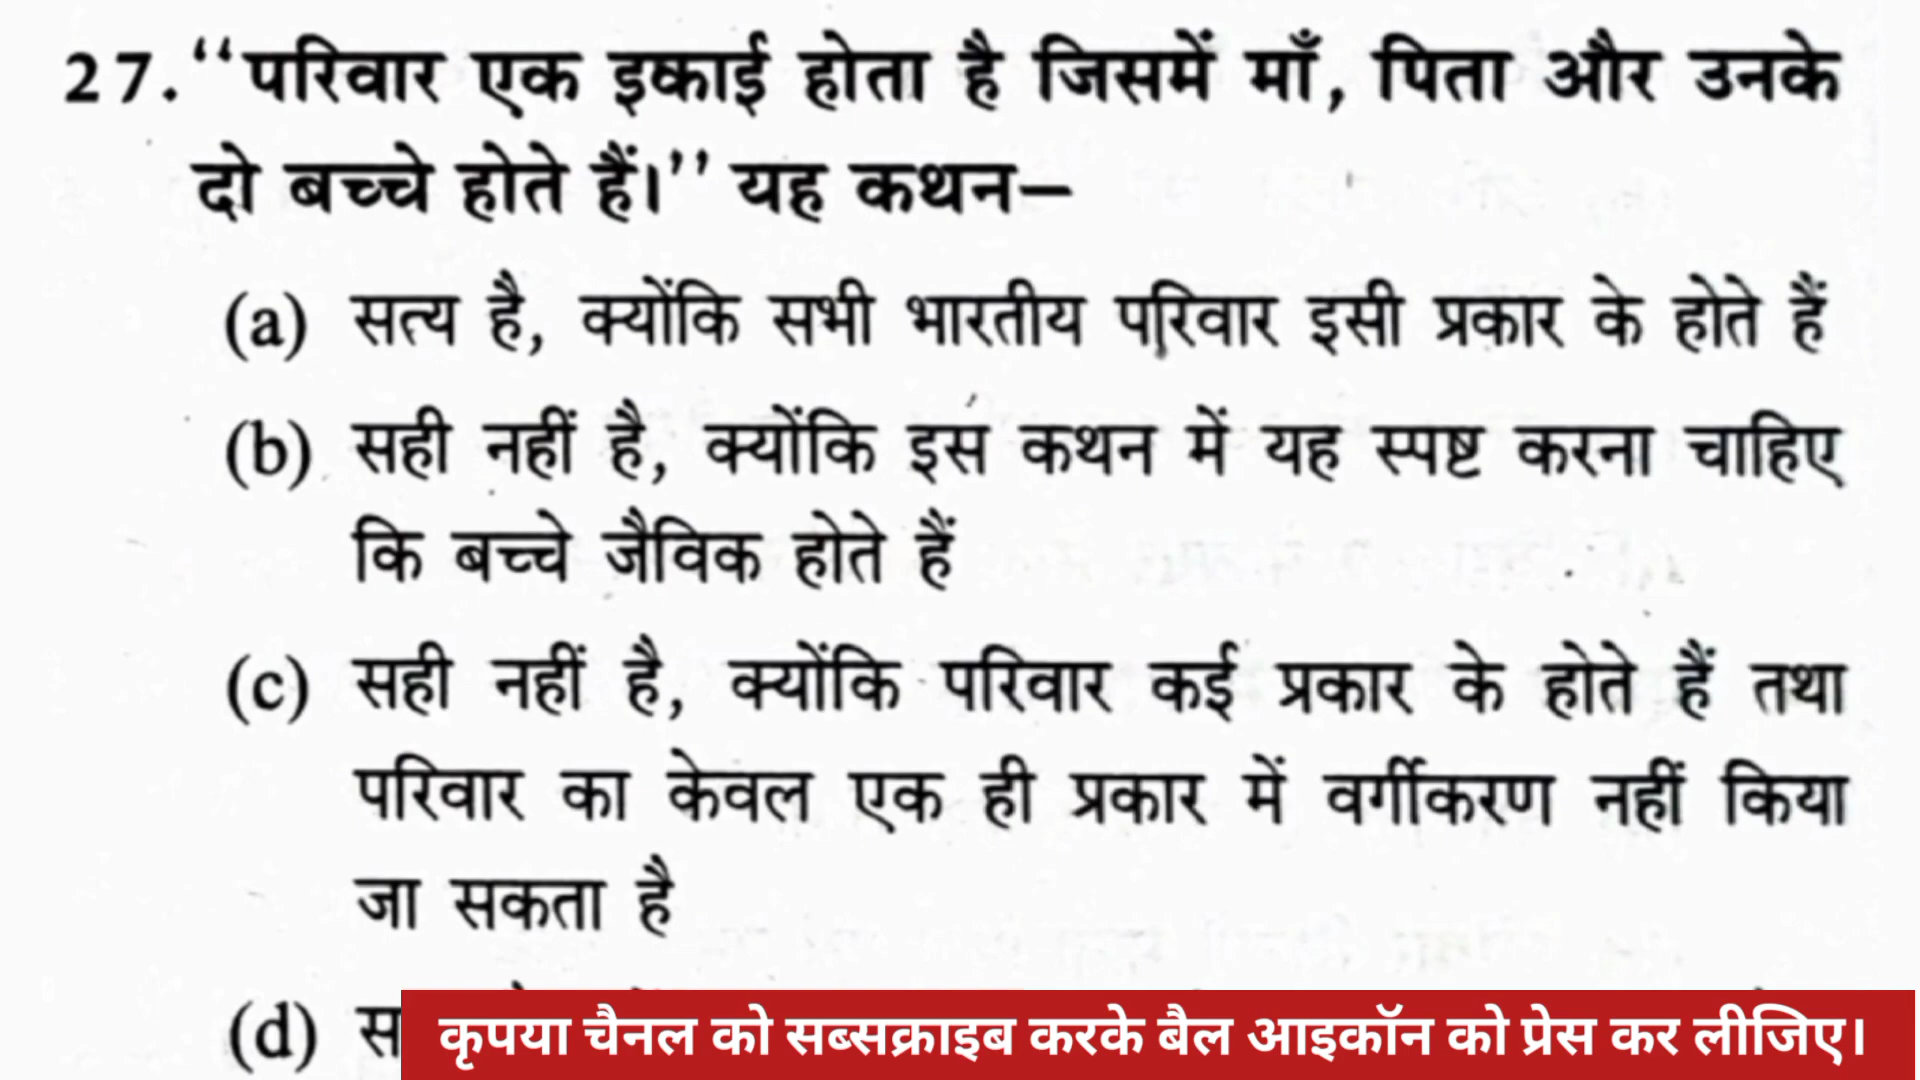 27. ‘‘परिवार एक इकाई होता है जिसमें माँ, पिता और उनके
दो बच्चे होते हैं।’’ यह कथन–
(a) सत्य है, क्योंकि सभी भारतीय परिवार इसी प्रकार के होते हैं
(b) सही नहीं है, क्योंकि इस कथन में यह स्पष्ट करना चाहिए
कि बच्चे जैविक होते हैं
(c) सही नहीं है, क्योंकि परिवार कई प्रकार के होते हैं तथा
परिवार का केवल एक ही प्रकार में वर्गीकरण नहीं किया
जा सकता है
(d)
कृपया चैनल को सब्सक्राइब करके बैल आइकॉन को प्रेस कर लीजिए।